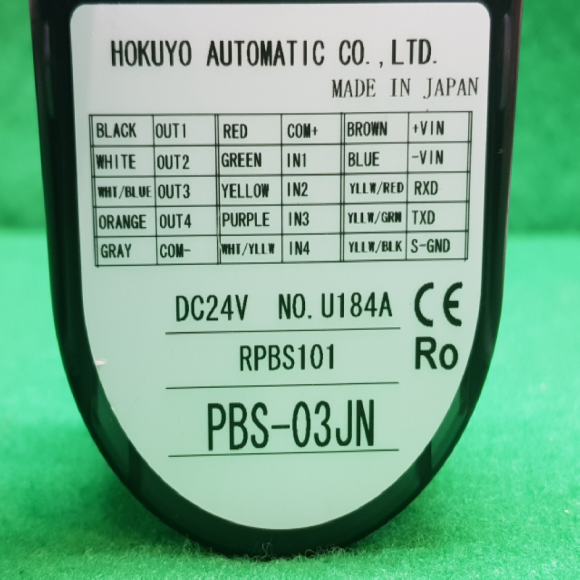 HOKUYO AUTOMATIC CO.,LTD.
MADE IN JAPAN
BLACK OUT1 RED COM+ BROWN +VIN
WHITE OUT2 GREEN IN1 BLUE -VIN
WHT/BLUE OUT3 YELLOW IN2 YLLW/RED RXD
ORANGE OUT4 PURPLE IN3 YLLW/GRN TXD
GRAY COM- WHT/YLLW IN4 YLLW/BLK S-GND
DC24V NO.U184A CE
RPBS101 Ro
PBS-03JN